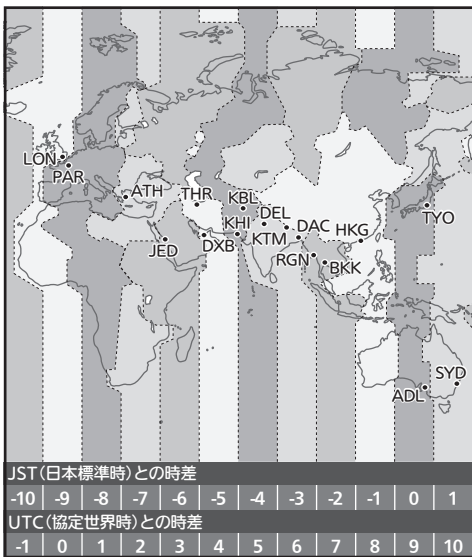 LON
PAR
ATH
THR
KBL
DEL
KHI
DAC
HKG
TYO
JED
DXB
KTM
RGN
BKK
SYD
ADL
JST(日本標準時)との時差
-10 -9 -8 -7 -6 -5 -4 -3 -2 -1 0 1
UTC(協定世界時)との時差
-1 0 1 2 3 4 5 6 7 8 9 10